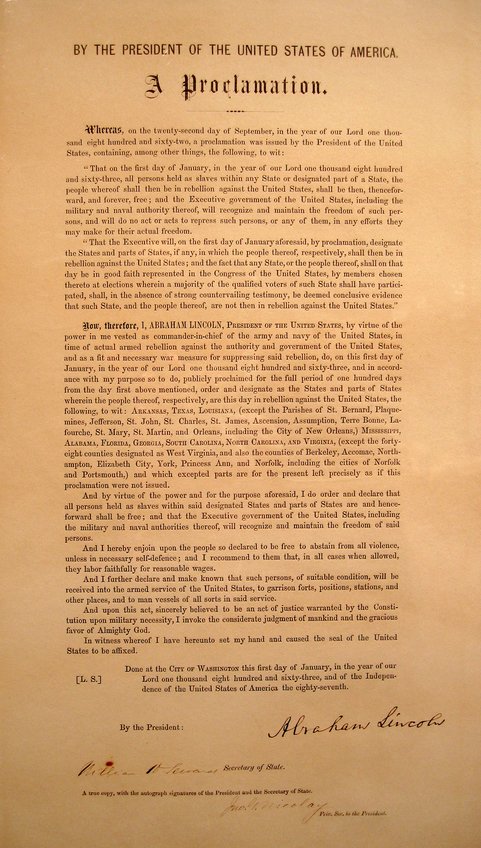 BY THE PRESIDENT OF THE UNITED STATES OF AMERICA.
A Proclamation.
Whereas, on the twenty-second day of September, in the year of our Lord one thou-
sand eight hundred and sixty-two, a proclamation was issued by the President of the United
States, containing, among other things, the following, to wit:
"That on the first day of January, in the year of our Lord one thousand eight hundred
and sixty-three, all persons held as slaves within any State or designated part of a State, the
people whereof shall then be in rebellion against the United States, shall be then, thencefor-
ward, and forever, free; and the Executive government of the United States, including the
military and naval authority thereof, will recognize and maintain the freedom of such per-
sons, and will do no act or acts to repress such persons, or any of them, in any efforts they
may make for their actual freedom.
"That the Executive will, on the first day of January aforesaid, by proclamation, designate
the States and parts of States, if any, in which the people thereof, respectively, shall then be in
rebellion against the United States; and the fact that any State, or the people thereof, shall on that
day be in good faith represented in the Congress of the United States, by members chosen
thereto at elections wherein a majority of the qualified voters of such State shall have partici-
pated, shall, in the absence of strong countervailing testimony, be deemed conclusive evidence
that such State, and the people thereof, are not then in rebellion against the United States."
Now, therefore, I, ABRAHAM LINCOLN, PRESIDENT OF THE UNITED STATES, by virtue of the
power in me vested as commander-in-chief of the army and navy of the United States, in
time of actual armed rebellion against the authority and government of the United States,
and as a fit and necessary war measure for suppressing said rebellion, do, on this first day of
January, in the year of our Lord one thousand eight hundred and sixty-three, and in accord-
ance with my purpose so to do, publicly proclaimed for the full period of one hundred days
from the day first above mentioned, order and designate as the States and parts of States
wherein the people thereof, respectively, are this day in rebellion against the United States, the
following, to wit: ARKANSAS, TEXAS, LOUISIANA, (except the Parishes of St. Bernard, Plaque-
mines, Jefferson, St. John, St. Charles, St. James, Ascension, Assumption, Terre Bonne, La-
fourche, St. Mary, St. Martin, and Orleans, including the City of New Orleans,) MISSISSIPPI,
ALABAMA, FLORIDA, GEORGIA, SOUTH CAROLINA, NORTH CAROLINA, AND VIRGINIA, (except the forty-
eight counties designated as West Virginia, and also the counties of Berkeley, Accomac, North-
ampton, Elizabeth City, York, Princess Ann, and Norfolk, including the cities of Norfolk
and Portsmouth,) and which excepted parts are for the present left precisely as if this
proclamation were not issued.
And by virtue of the power and for the purpose aforesaid, I do order and declare that
all persons held as slaves within said designated States and parts of States are and hence-
forward shall be free; and that the Executive government of the United States, including
the military and naval authorities thereof, will recognize and maintain the freedom of said
persons.
And I hereby enjoin upon the people so declared to be free to abstain from all violence,
unless in necessary self-defence; and I recommend to them that, in all cases when allowed,
they labor faithfully for reasonable wages.
And I further declare and make known that such persons, of suitable condition, will be
received into the armed service of the United States, to garrison forts, positions, stations, and
other places, and to man vessels of all sorts in said service.
And upon this act, sincerely believed to be an act of justice warranted by the Consti-
tution upon military necessity, I invoke the considerate judgment of mankind and the gracious
favor of Almighty God.
In witness whereof I have hereunto set my hand and caused the seal of the United
States to be affixed.
Done at the CITY OF WASHINGTON this first day of January, in the year of our
[L. S.] Lord one thousand eight hundred and sixty-three, and of the Indepen-
dence of the United States of America the eighty-seventh.
By the President: Abraham Lincoln
William H Seward Secretary of State.
A true copy, with the autograph signatures of the President and the Secretary of State.
Jno. G. Nicolay
Priv. Sec. to the President.